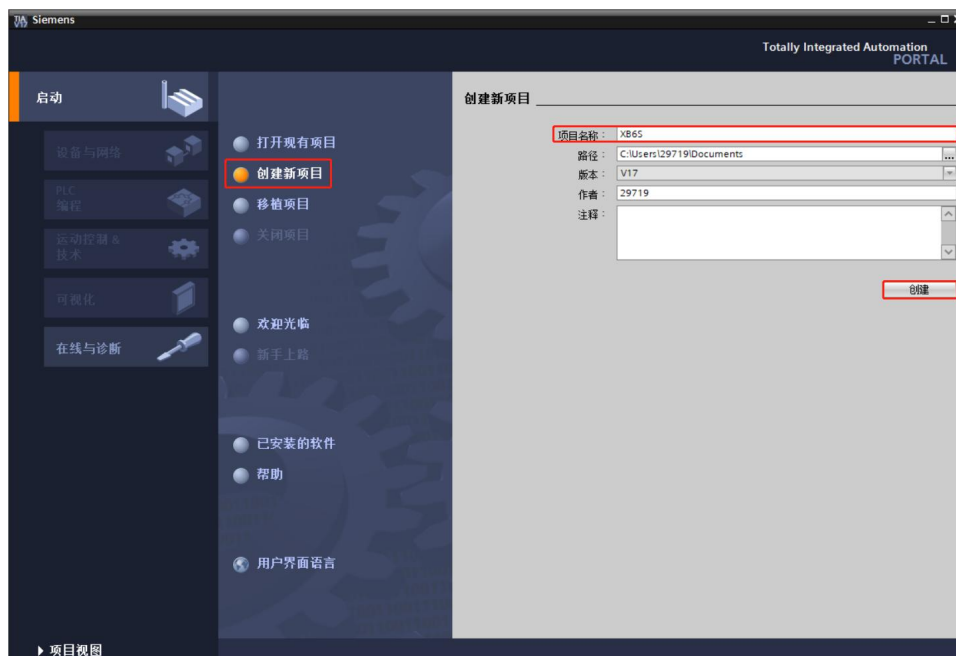 Siemens
Totally Integrated Automation
PORTAL
启动
设备与网络
PLC
编程
运动控制 &
技术
可视化
在线与诊断
项目视图
打开现有项目
创建新项目
移植项目
关闭项目
欢迎光临
新手上路
已安装的软件
帮助
用户界面语言
创建新项目
项目名称： XB6S
路径： C:\Users\29719\Documents
...
版本： V17
作者： 29719
注释：
创建